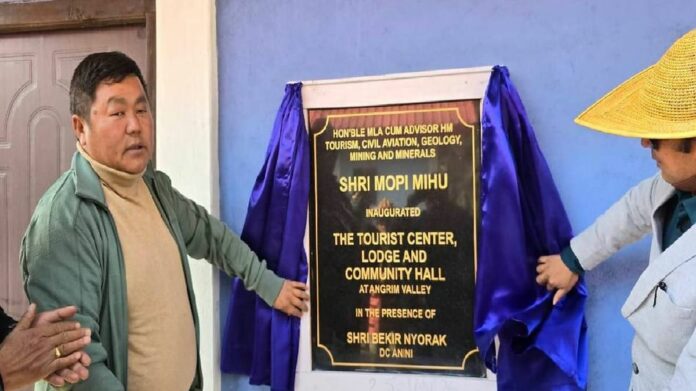 HON'BLE MLA CUM ADVISOR HM
TOURISM, CIVIL AVIATION, GEOLOGY,
MINING AND MINERALS
SHRI MOPI MIHU
INAUGURATED
THE TOURIST CENTER,
LODGE AND
COMMUNITY HALL
AT ANGRIM VALLEY
IN THE PRESENCE OF
SHRI BEKIR NYORAK
DC ANINI